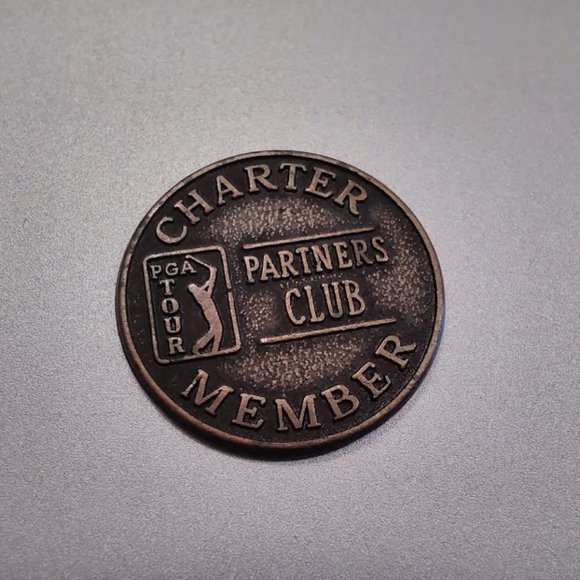 CHARTER
PGA
TOUR
PARTNERS
CLUB
MEMBER